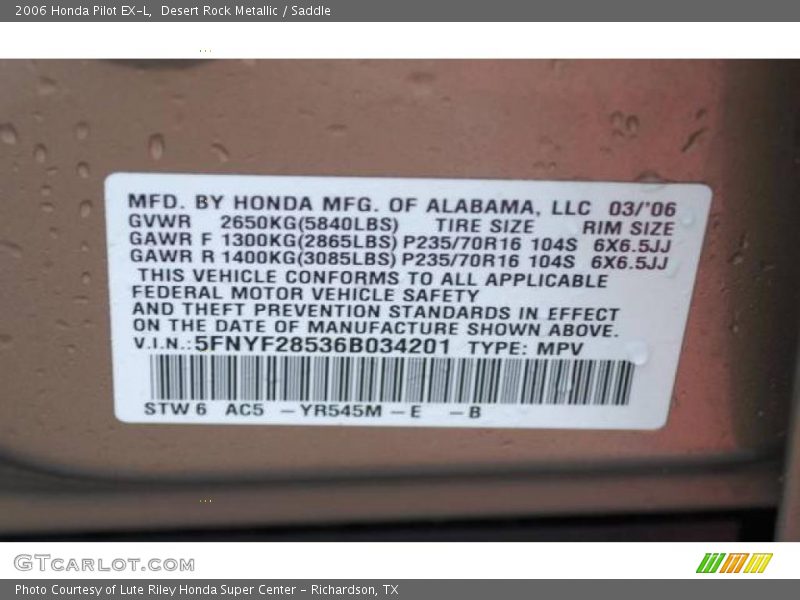 2006 Honda Pilot EX-L,  Desert Rock Metallic / Saddle
MFD. BY HONDA MFG. OF ALABAMA, LLC 03/'06
GVWR 2650KG(5840LBS) TIRE SIZE RIM SIZE
GAWR F 1300KG(2865LBS) P235/70R16 104S 6X6.5JJ
GAWR R 1400KG(3085LBS) P235/70R16 104S 6X6.5JJ
THIS VEHICLE CONFORMS TO ALL APPLICABLE
FEDERAL MOTOR VEHICLE SAFETY
AND THEFT PREVENTION STANDARDS IN EFFECT
ON THE DATE OF MANUFACTURE SHOWN ABOVE.
V.I.N.:5FNYF28536B034201 TYPE: MPV
STW 6 AC5 -YR545M-E -B
GTCARLOT.COM
Photo Courtesy of Lute Riley Honda Super Center - Richardson, TX